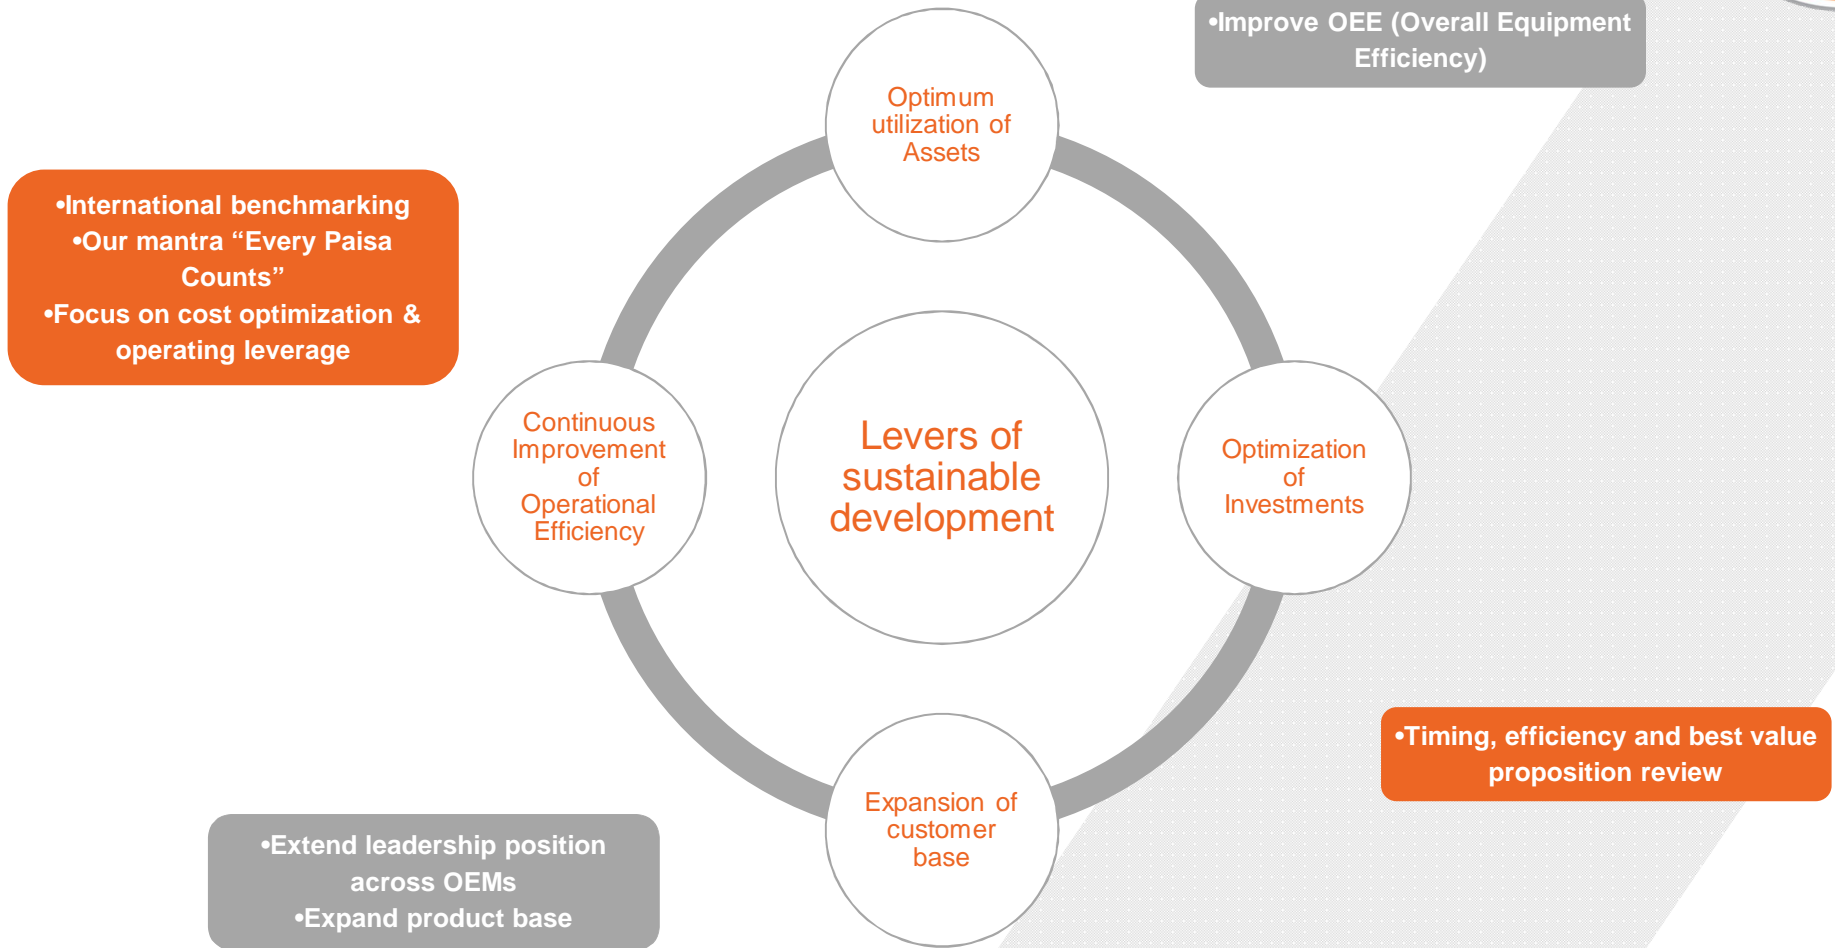 •Improve OEE (Overall Equipment
Efficiency)
Optimum
utilization of
Assets
•International benchmarking
•Our mantra “Every Paisa
Counts”
•Focus on cost optimization &
operating leverage
Continuous
Improvement
of
Operational
Efficiency
Levers of
sustainable
development
Optimization
of
Investments
•Timing, efficiency and best value
proposition review
Expansion of
customer
base
•Extend leadership position
across OEMs
•Expand product base